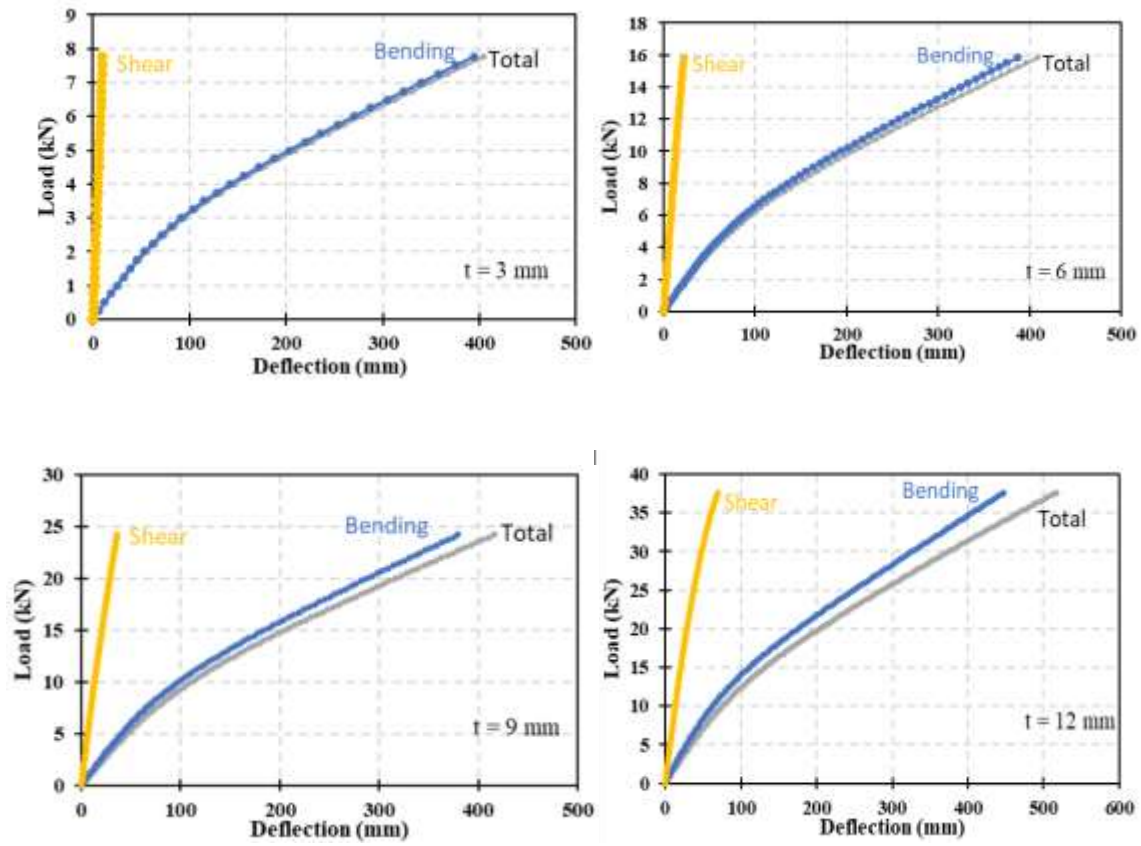 9
8
7
6
5
4
3
2
1
0
Load (kN)
Shear
Bending
Total
t = 3 mm
0 100 200 300 400 500
Deflection (mm)
18
16
14
12
10
8
6
4
2
0
Load (kN)
Shear
Bending
Total
t = 6 mm
0 100 200 300 400 500
Deflection (mm)
30
25
20
15
10
5
0
Load (kN)
Shear
Bending
Total
t = 9 mm
0 100 200 300 400 500
Deflection (mm)
40
35
30
25
20
15
10
5
0
Load (kN)
Shear
Bending
Total
t = 12 mm
0 100 200 300 400 500 600
Deflection (mm)